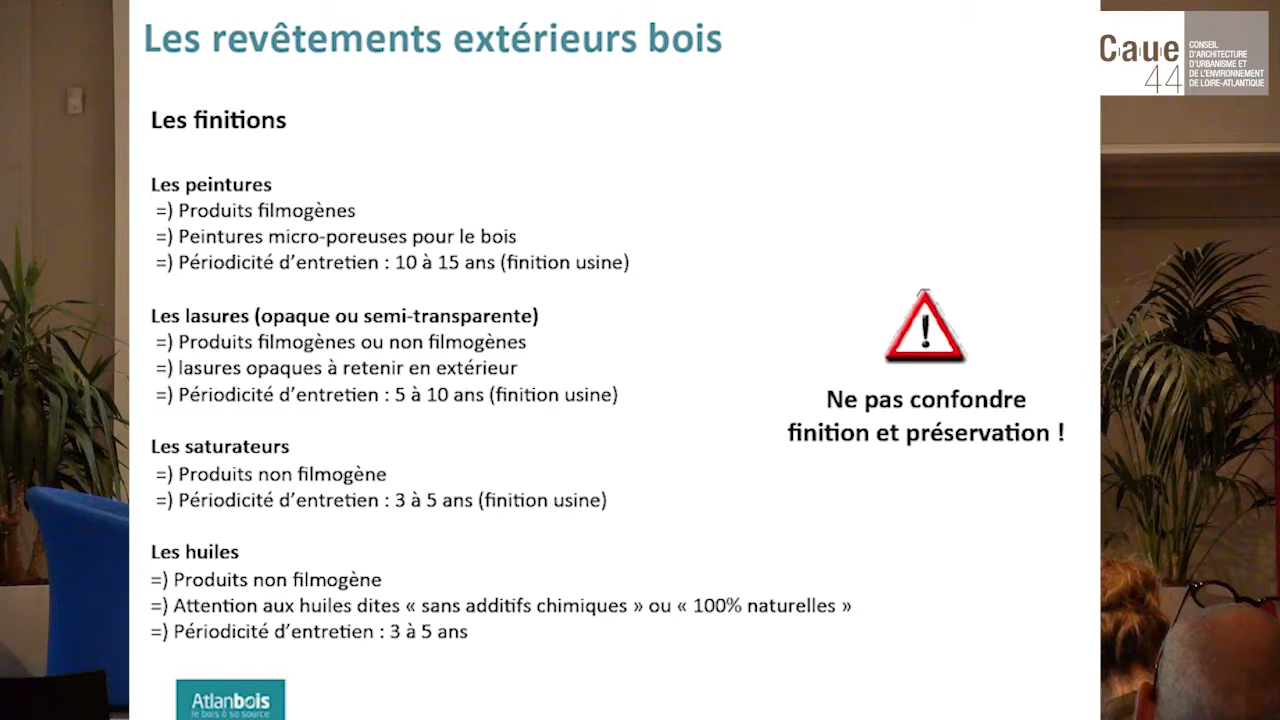 Les revêtements extérieurs bois
Caue
44
CONSEIL
D'ARCHITECTURE
D'URBANISME ET
DE L'ENVIRONNEMENT
DE LOIRE-ATLANTIQUE
Les finitions
Les peintures
=) Produits filmogènes
=) Peintures micro-poreuses pour le bois
=) Périodicité d'entretien : 10 à 15 ans (finition usine)
Les lasures (opaque ou semi-transparente)
=) Produits filmogènes ou non filmogènes
=) lasures opaques à retenir en extérieur
=) Périodicité d'entretien : 5 à 10 ans (finition usine)
Les saturateurs
=) Produits non filmogène
=) Périodicité d'entretien : 3 à 5 ans (finition usine)
Les huiles
=) Produits non filmogène
=) Attention aux huiles dites « sans additifs chimiques » ou « 100% naturelles »
=) Périodicité d'entretien : 3 à 5 ans
!
Ne pas confondre
finition et préservation !
Atlanbois
le bois à sa source